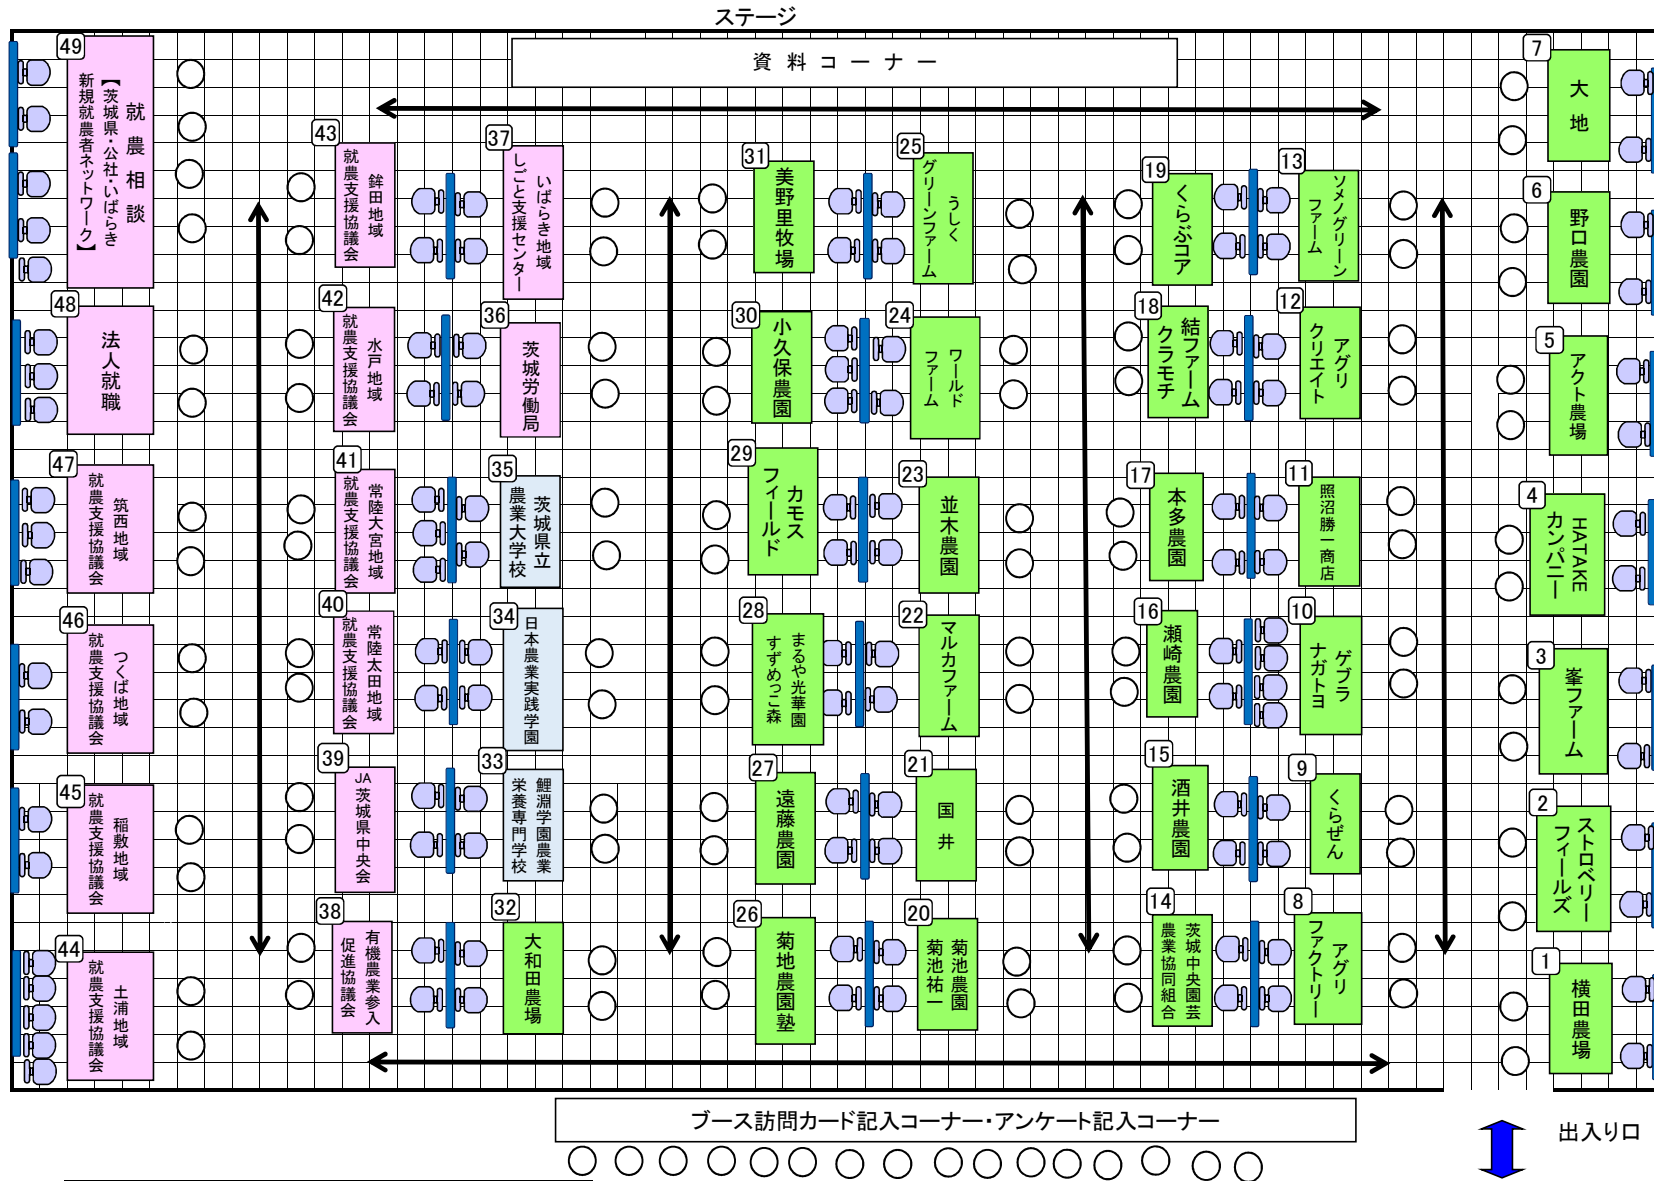 ステージ
資料コーナー
49
就農相談
【茨城県・公社・いばらき
新規就農者ネットワーク】
48
法人就職
47
筑西地域
就農支援協議会
46
つくば地域
就農支援協議会
45
稲敷地域
就農支援協議会
44
土浦地域
就農支援協議会
43
鉾田地域
就農支援協議会
42
水戸地域
就農支援協議会
41
常陸大宮地域
就農支援協議会
40
常陸太田地域
就農支援協議会
39
JA
茨城県中央会
38
有機農業参入
促進協議会
37
いばらき地域
しごと支援センター
36
茨城労働局
35
茨城県立
農業大学校
34
日本農業実践学園
33
鯉淵学園農業
栄養専門学校
32
大和田農場
31
美野里牧場
30
小久保農園
29
カモス
フィールド
28
まるや光華園
すずめっこ森
27
遠藤農園
26
菊地農園塾
25
うしく
グリーンファーム
24
ワールド
ファーム
23
並木農園
22
マルカファーム
21
国井
20
菊池農園
菊池祐一
19
くらぶコア
18
結ファーム
クラモチ
17
本多農園
16
瀬崎農園
15
酒井農園
14
茨城中央園芸
農業協同組合
13
ソメノグリーン
ファーム
12
アグリ
クリエイト
11
照沼勝一商店
10
ゲブラ
ナガトヨ
9
くらぜん
8
アグリ
ファクトリー
7
大地
6
野口農園
5
アクト農場
4
HATAKE
カンパニー
3
峯ファーム
2
ストロベリー
フィールズ
1
横田農場
ブース訪問カード記入コーナー・アンケート記入コーナー
出入り口